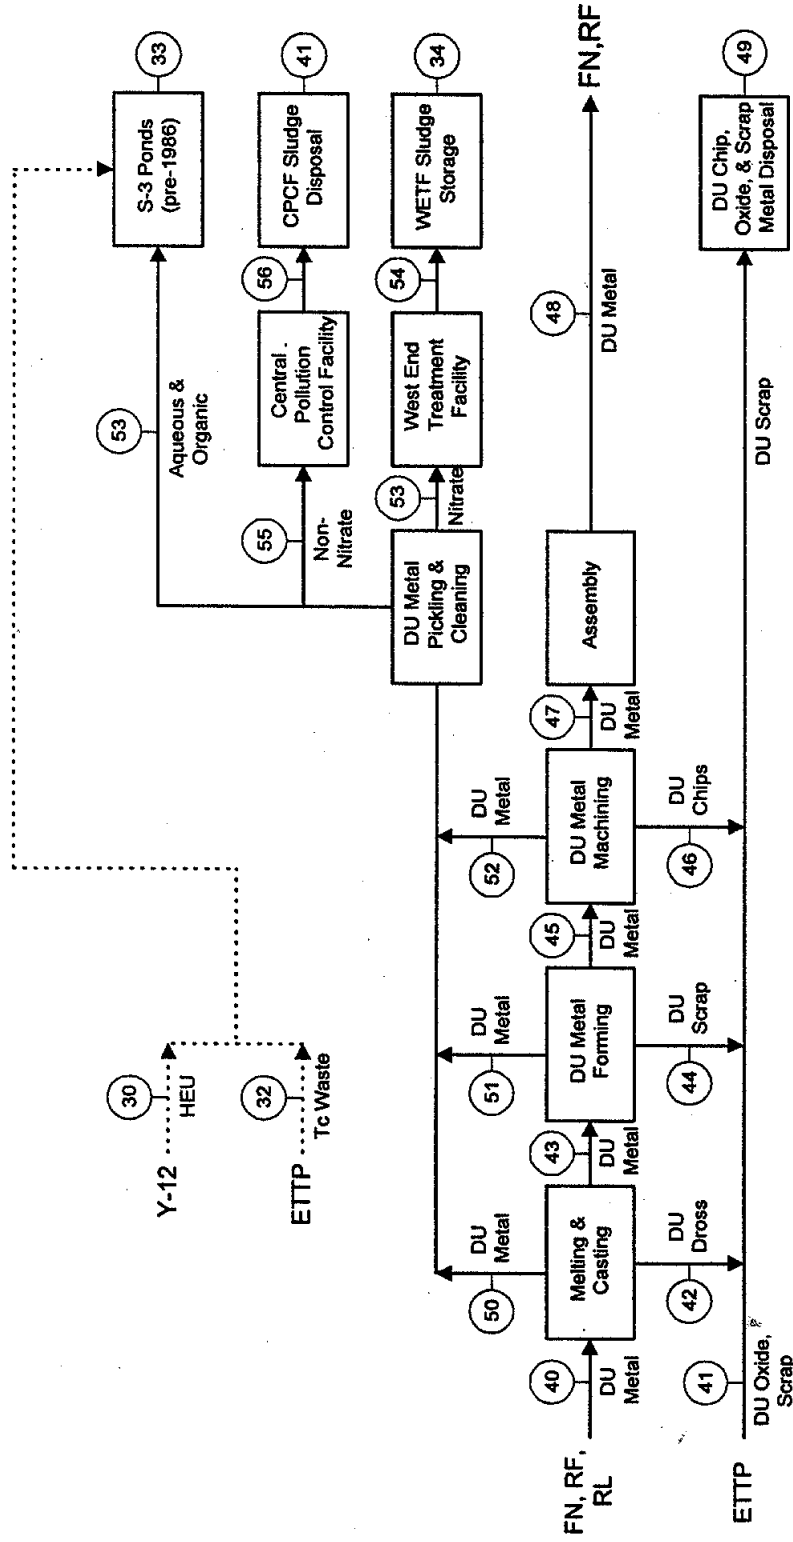 Y-12
30
HEU
ETTP
32
Tc Waste
53
Aqueous &
Organic
S-3 Ponds
(pre-1986)
33
55
Non-
Nitrate
Central
Pollution
Control Facility
56
CPCF Sludge
Disposal
41
DU Metal
Pickling &
Cleaning
53
Nitrate
West End
Treatment
Facility
54
WETF Sludge
Storage
34
50
DU
Metal
51
DU
Metal
52
DU
Metal
FN, RF,
RL
40
DU
Metal
Melting &
Casting
43
DU
Metal
DU Metal
Forming
45
DU
Metal
DU Metal
Machining
47
DU
Metal
Assembly
48
DU Metal
FN,RF
42
DU
Dross
44
DU
Scrap
46
DU
Chips
ETTP
41
DU Oxide,
Scrap
DU Scrap
DU Chip,
Oxide, & Scrap
Metal Disposal
49